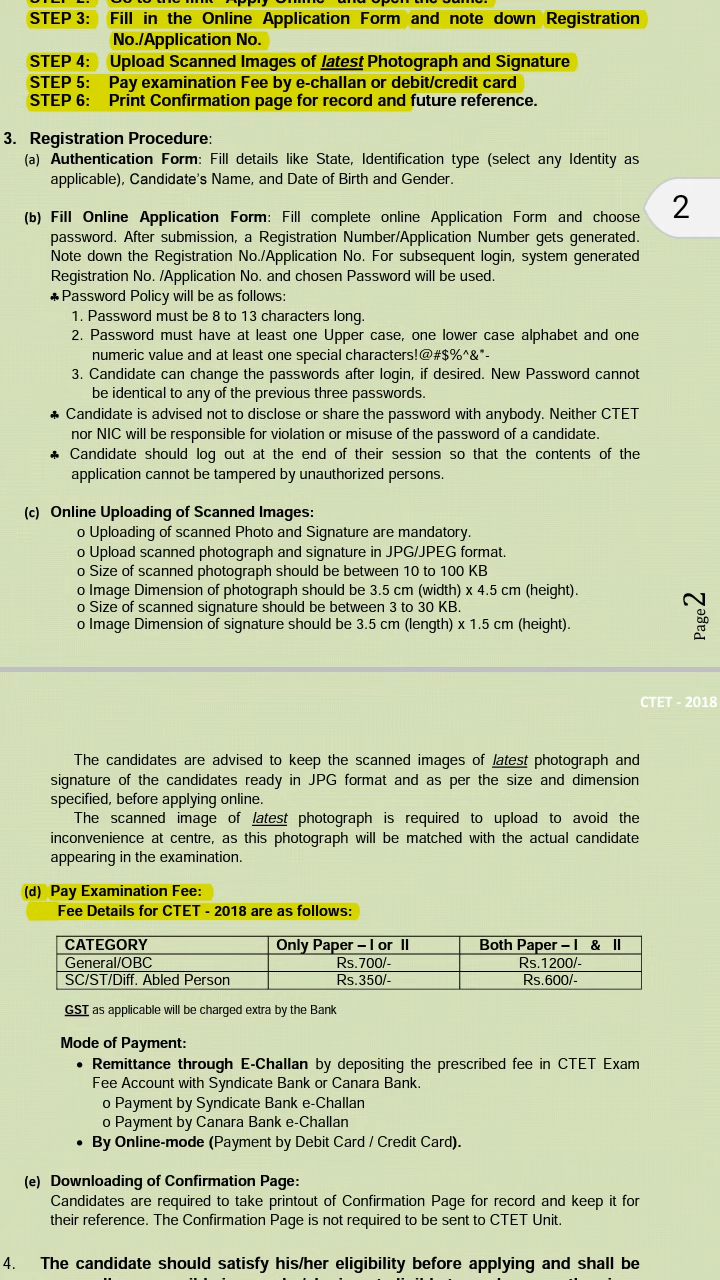 STEP 2: Go to the link "Apply Online" and open the same.
STEP 3: Fill in the Online Application Form and note down Registration
No./Application No.
STEP 4: Upload Scanned Images of latest Photograph and Signature
STEP 5: Pay examination Fee by e-challan or debit/credit card
STEP 6: Print Confirmation page for record and future reference.
3. Registration Procedure:
(a) Authentication Form: Fill details like State, Identification type (select any Identity as
applicable), Candidate's Name, and Date of Birth and Gender.
2
(b) Fill Online Application Form: Fill complete online Application Form and choose
password. After submission, a Registration Number/Application Number gets generated.
Note down the Registration No./Application No. For subsequent login, system generated
Registration No. /Application No. and chosen Password will be used.
♣Password Policy will be as follows:
1. Password must be 8 to 13 characters long.
2. Password must have at least one Upper case, one lower case alphabet and one
numeric value and at least one special characters!@#$%^&*-
3. Candidate can change the passwords after login, if desired. New Password cannot
be identical to any of the previous three passwords.
♣ Candidate is advised not to disclose or share the password with anybody. Neither CTET
nor NIC will be responsible for violation or misuse of the password of a candidate.
♣ Candidate should log out at the end of their session so that the contents of the
application cannot be tampered by unauthorized persons.
(c) Online Uploading of Scanned Images:
o Uploading of scanned Photo and Signature are mandatory.
o Upload scanned photograph and signature in JPG/JPEG format.
o Size of scanned photograph should be between 10 to 100 KB
o Image Dimension of photograph should be 3.5 cm (width) x 4.5 cm (height).
o Size of scanned signature should be between 3 to 30 KB.
o Image Dimension of signature should be 3.5 cm (length) x 1.5 cm (height).
Page2
CTET - 2018
The candidates are advised to keep the scanned images of latest photograph and
signature of the candidates ready in JPG format and as per the size and dimension
specified, before applying online.
The scanned image of latest photograph is required to upload to avoid the
inconvenience at centre, as this photograph will be matched with the actual candidate
appearing in the examination.
(d) Pay Examination Fee:
Fee Details for CTET - 2018 are as follows:
CATEGORY Only Paper – I or II Both Paper – I & II
General/OBC Rs.700/- Rs.1200/-
SC/ST/Diff. Abled Person Rs.350/- Rs.600/-
GST as applicable will be charged extra by the Bank
Mode of Payment:
• Remittance through E-Challan by depositing the prescribed fee in CTET Exam
Fee Account with Syndicate Bank or Canara Bank.
o Payment by Syndicate Bank e-Challan
o Payment by Canara Bank e-Challan
• By Online-mode (Payment by Debit Card / Credit Card).
(e) Downloading of Confirmation Page:
Candidates are required to take printout of Confirmation Page for record and keep it for
their reference. The Confirmation Page is not required to be sent to CTET Unit.
4. The candidate should satisfy his/her eligibility before applying and shall be